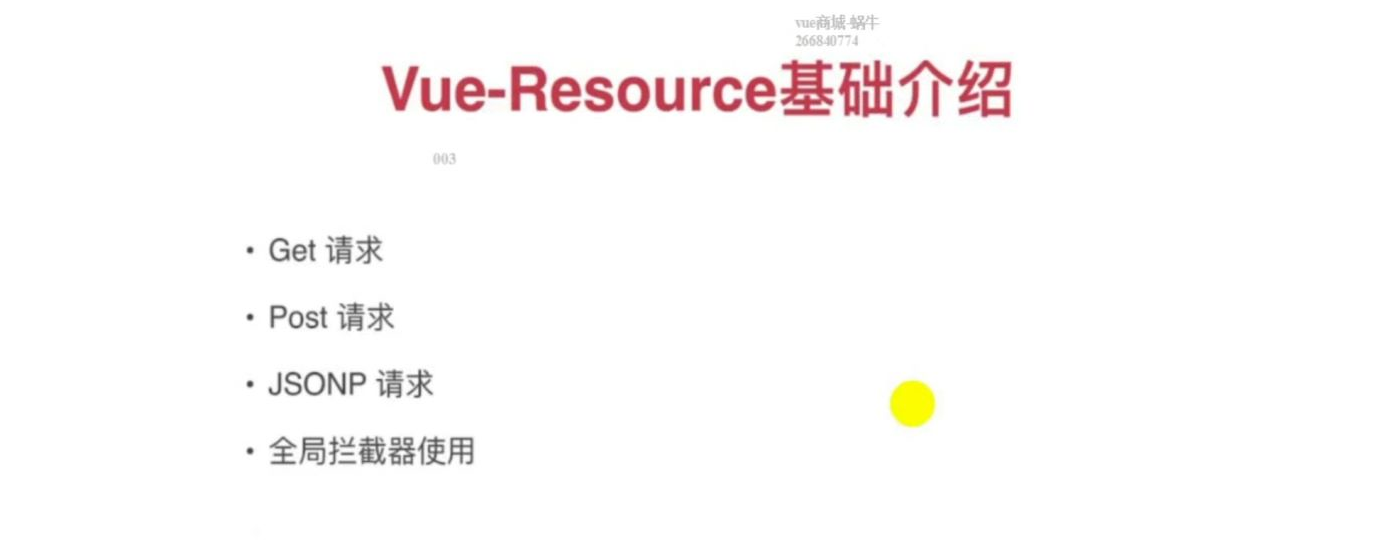 vue商城-蜗牛
266840774
Vue-Resource基础介绍
003
• Get 请求
• Post 请求
• JSONP 请求
• 全局拦截器使用